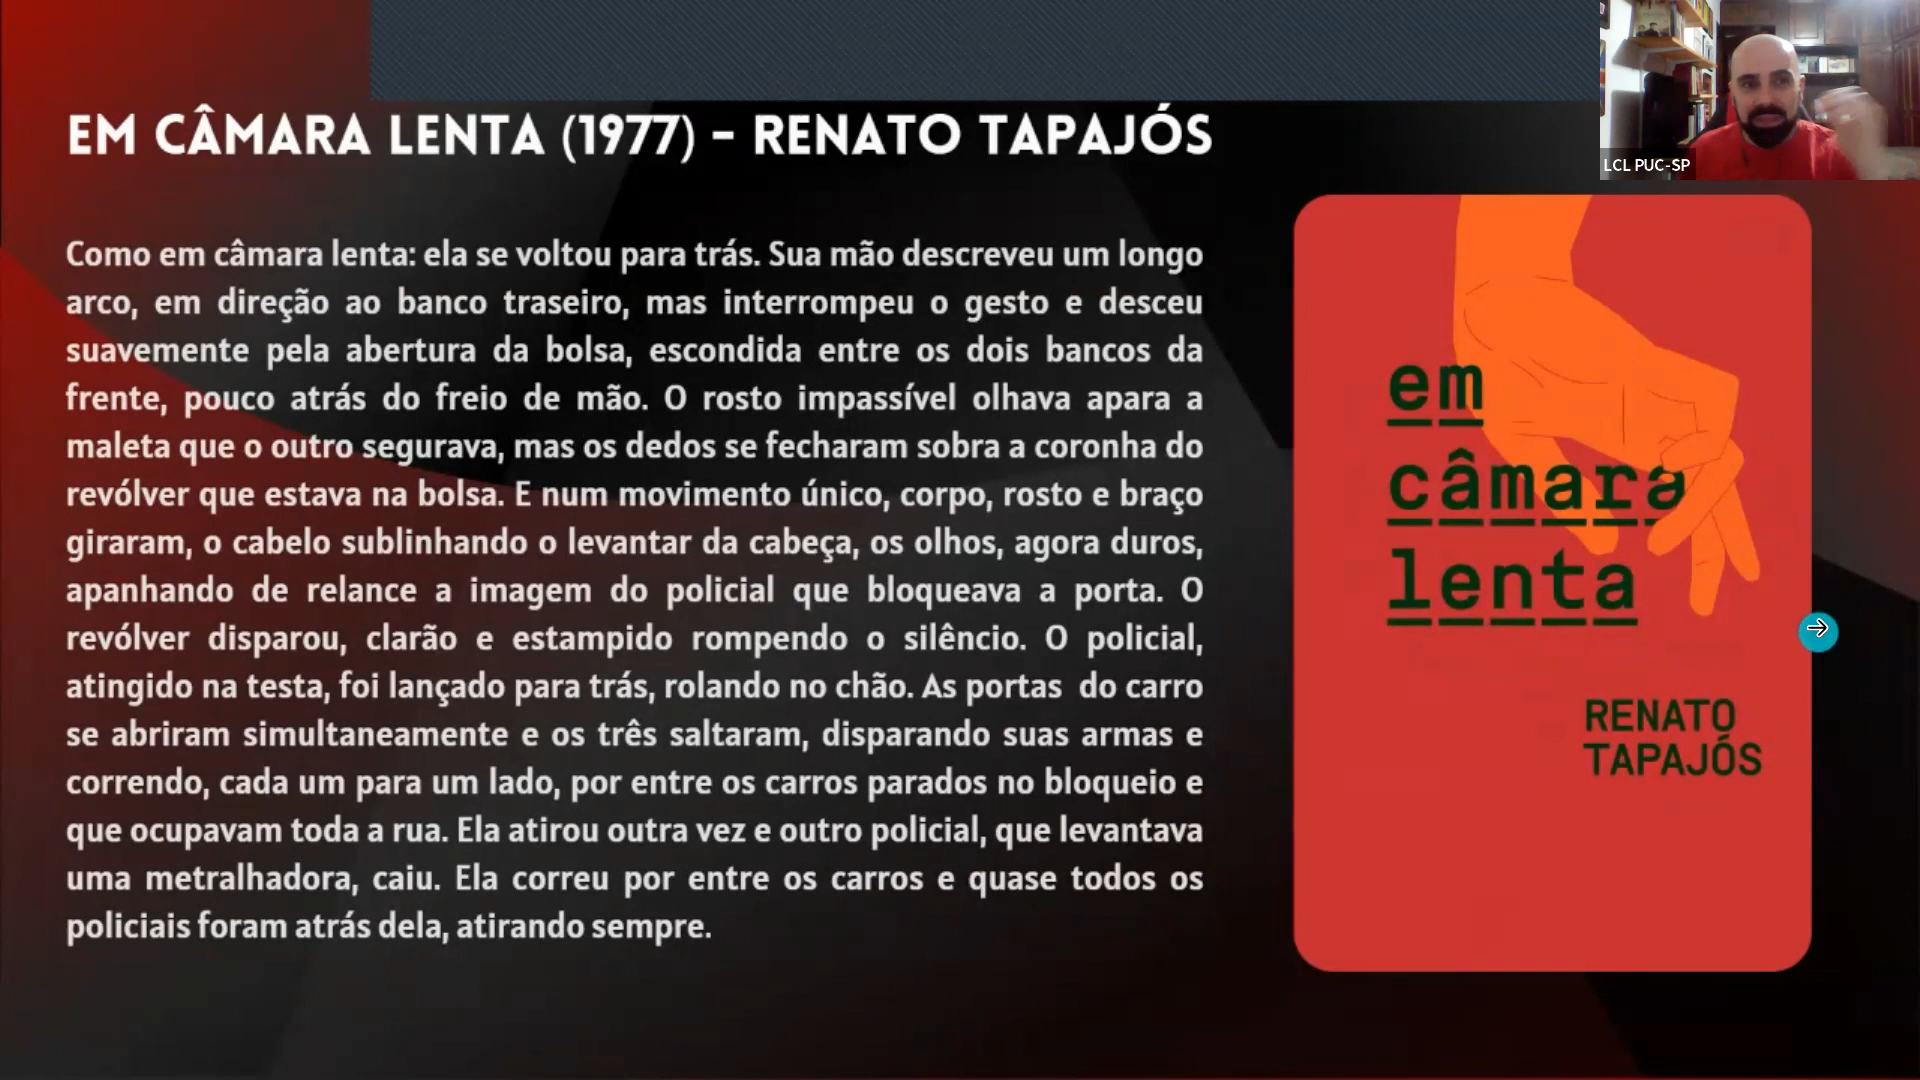 LCL PUC-SP
EM CÂMARA LENTA (1977) - RENATO TAPAJÓS
Como em câmara lenta: ela se voltou para trás. Sua mão descreveu um longo
arco, em direção ao banco traseiro, mas interrompeu o gesto e desceu
suavemente pela abertura da bolsa, escondida entre os dois bancos da
frente, pouco atrás do freio de mão. O rosto impassível olhava apara a
maleta que o outro segurava, mas os dedos se fecharam sobra a coronha do
revólver que estava na bolsa. E num movimento único, corpo, rosto e braço
giraram, o cabelo sublinhando o levantar da cabeça, os olhos, agora duros,
apanhando de relance a imagem do policial que bloqueava a porta. O
revólver disparou, clarão e estampido rompendo o silêncio. O policial,
atingido na testa, foi lançado para trás, rolando no chão. As portas do carro
se abriram simultaneamente e os três saltaram, disparando suas armas e
correndo, cada um para um lado, por entre os carros parados no bloqueio e
que ocupavam toda a rua. Ela atirou outra vez e outro policial, que levantava
uma metralhadora, caiu. Ela correu por entre os carros e quase todos os
policiais foram atrás dela, atirando sempre.
em
câmara
lenta
RENATO
TAPAJÓS